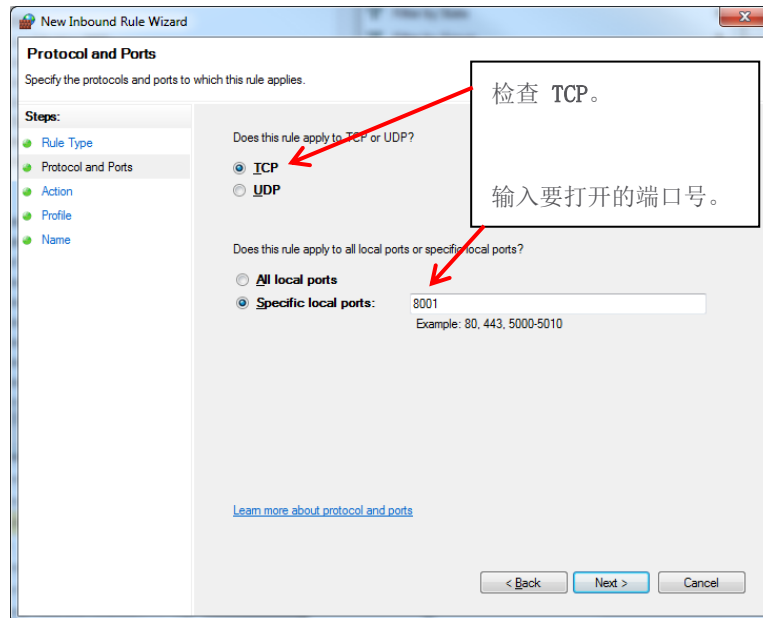 New Inbound Rule Wizard
Protocol and Ports
Specify the protocols and ports to which this rule applies.
Steps:
Rule Type
Protocol and Ports
Action
Profile
Name
检查 TCP。
输入要打开的端口号。
Does this rule apply to TCP or UDP?
TCP
UDP
Does this rule apply to all local ports or specific local ports?
All local ports
Specific local ports:
8001
Example: 80, 443, 5000-5010
Learn more about protocol and ports
< Back
Next >
Cancel